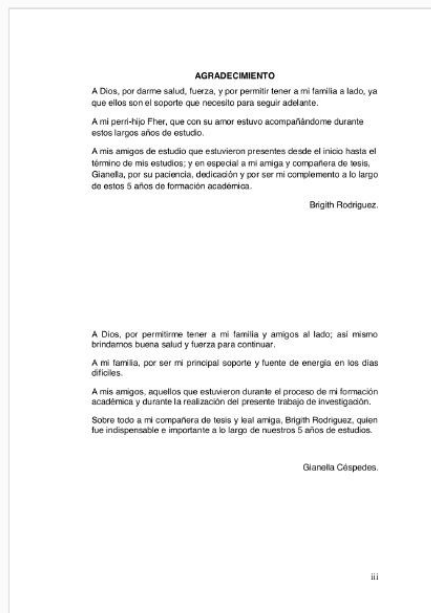 AGRADECIMIENTO
A Dios, por darme salud, fuerza, y por permitir tener a mi familia a lado, ya
que ellos son el soporte que necesito para seguir adelante.
A mi perri-hijo Fher, que con su amor estuvo acompañándome durante
estos largos años de estudio.
A mis amigos de estudio que estuvieron presentes desde el inicio hasta el
término de mis estudios; y en especial a mi amiga y compañera de tesis,
Gianella, por su paciencia, dedicación y por ser mi complemento a lo largo
de estos 5 años de formación académica.
Brigith Rodriguez.
A Dios, por permitirme tener a mi familia y amigos al lado; así mismo
brindarnos buena salud y fuerza para continuar.
A mi familia, por ser mi principal soporte y fuente de energía en los días
difíciles.
A mis amigos, aquellos que estuvieron durante el proceso de mi formación
académica y durante la realización del presente trabajo de investigación.
Sobre todo a mi compañera de tesis y leal amiga, Brigith Rodriguez, quien
fue indispensable e importante a lo largo de nuestros 5 años de estudios.
Gianella Céspedes.
iii